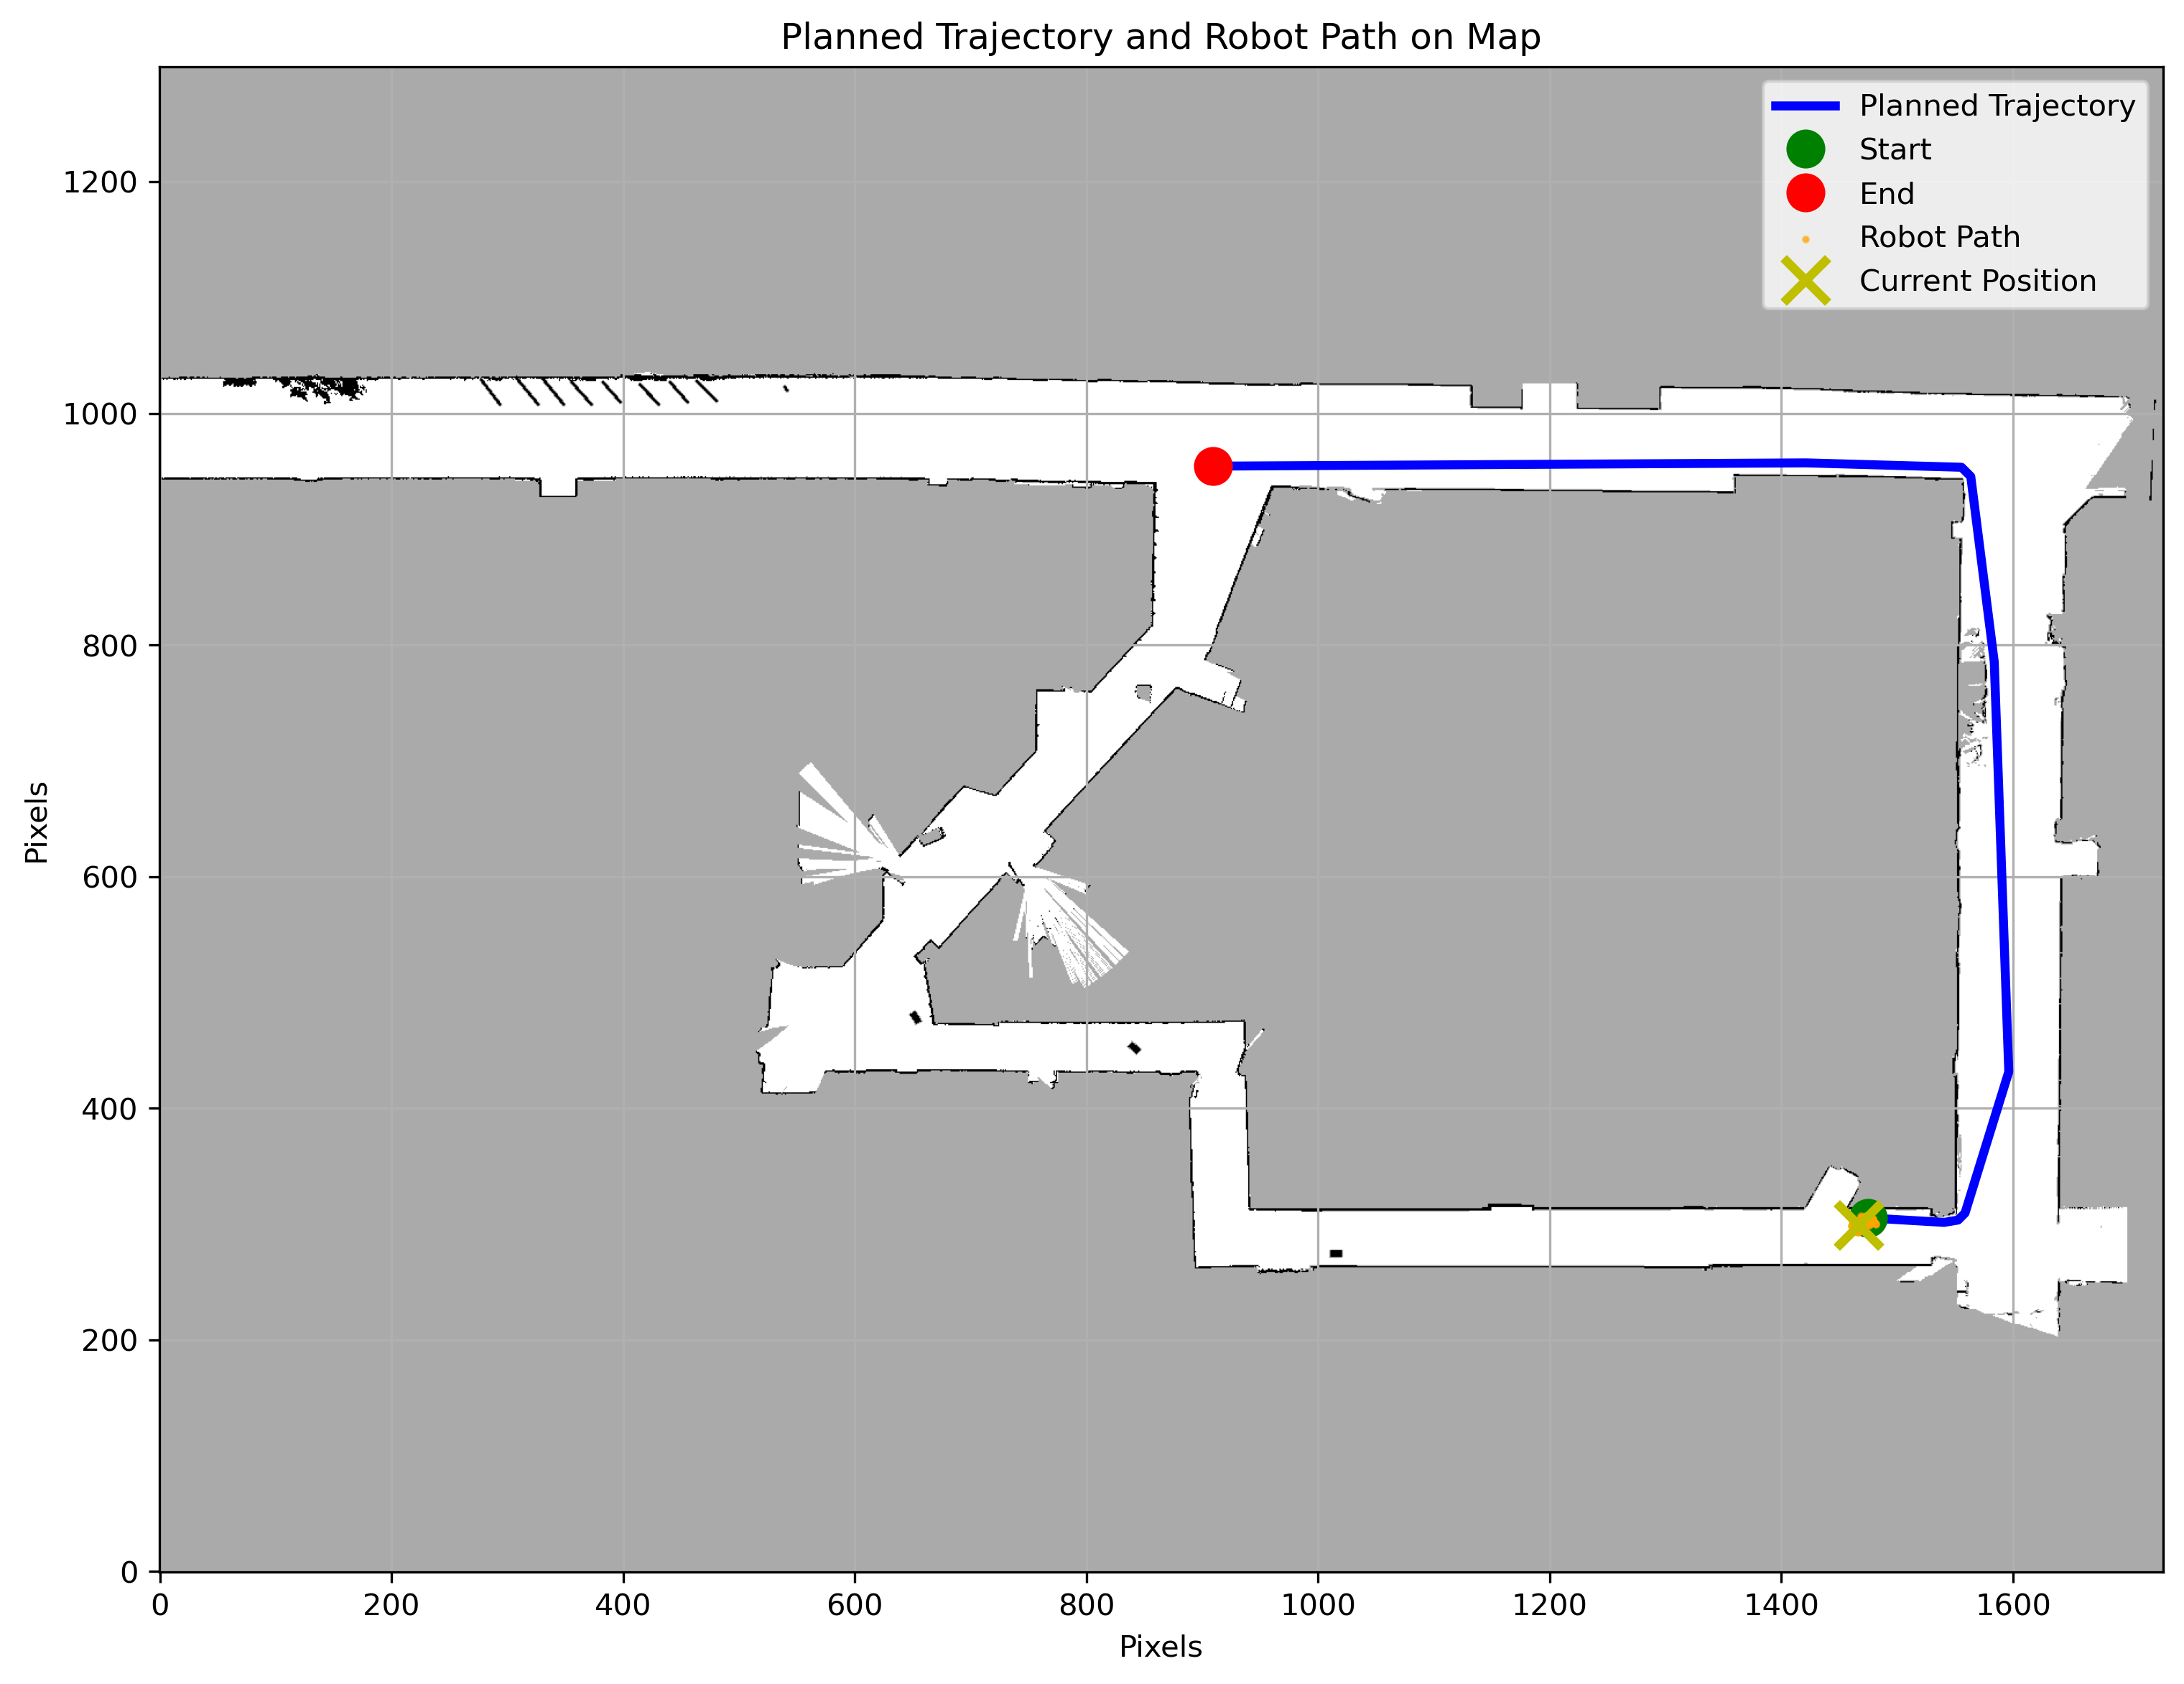 Planned Trajectory and Robot Path on Map
Planned Trajectory
Start
End
Robot Path
Current Position
1200
1000
800
600
400
200
0
Pixels
0 200 400 600 800 1000 1200 1400 1600
Pixels